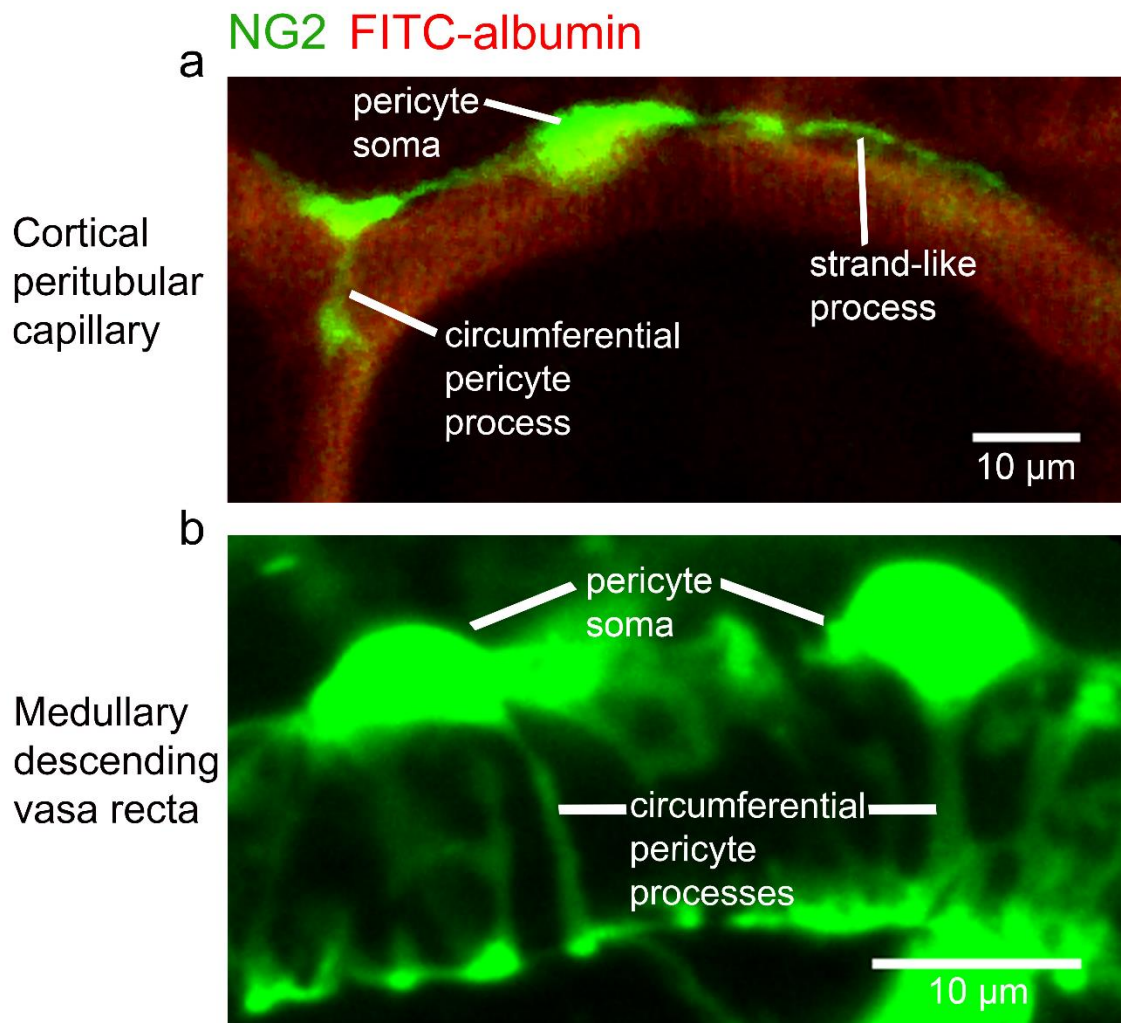 NG2 FITC-albumin
a
pericyte
soma
strand-like
process
circumferential
pericyte
process
10 µm
Cortical
peritubular
capillary
b
pericyte
soma
circumferential
pericyte
processes
10 µm
Medullary
descending
vasa recta